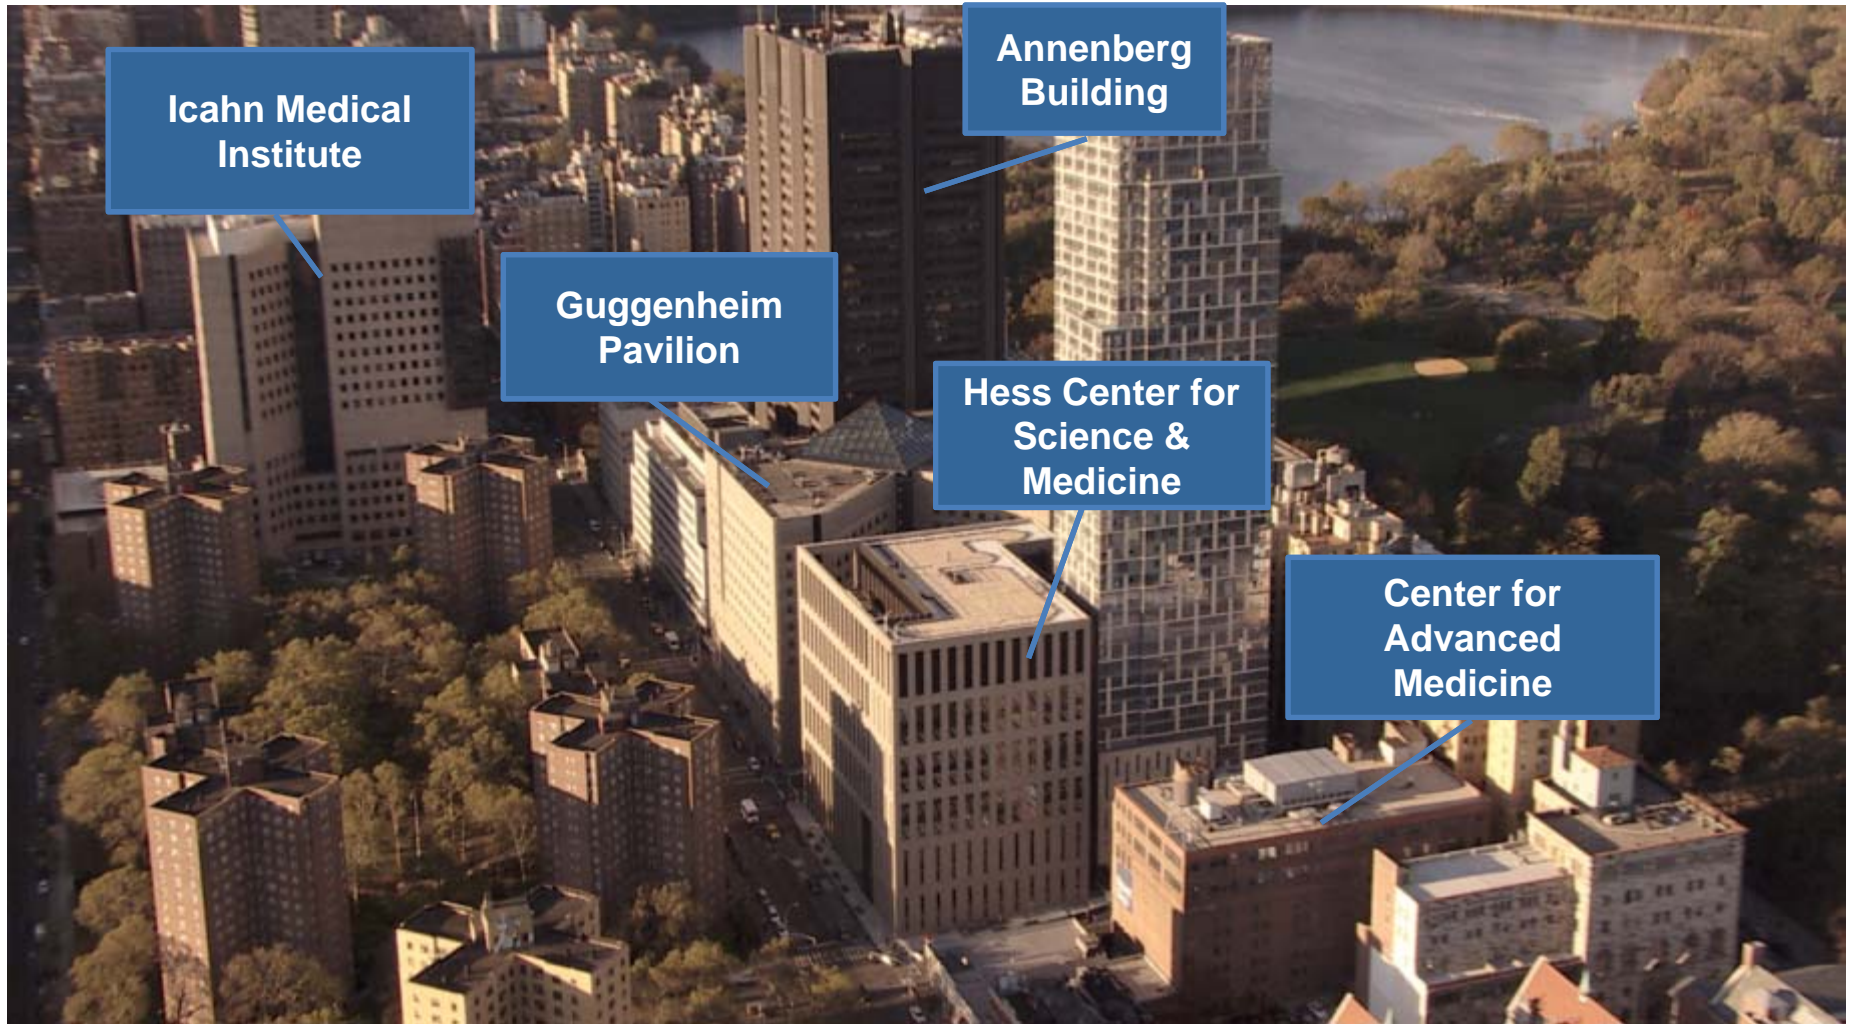 Annenberg
Building
Icahn Medical
Institute
Guggenheim
Pavilion
Hess Center for
Science &
Medicine
Center for
Advanced
Medicine